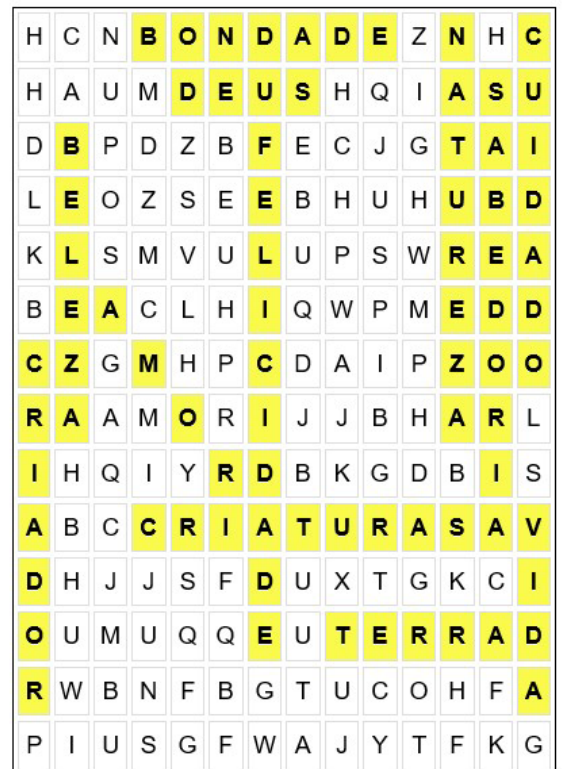 H C N B O N D A D E Z N H C
H A U M D E U S H Q I A S U
D B P D Z B F E C J G T A I
L E O Z S E E B H U H U B D
K L S M V U L U P S W R E A
B E A C L H I Q W P M E D D
C Z G M H P C D A I P Z O O
R A A M O R I J J B H A R L
I H Q I Y R D B K G D B I S
A B C C R I A T U R A S A V
D H J J S F D U X T G K C I
O U M U Q Q E U T E R R A D
R W B N F B G T U C O H F A
P I U S G F W A J Y T F K G